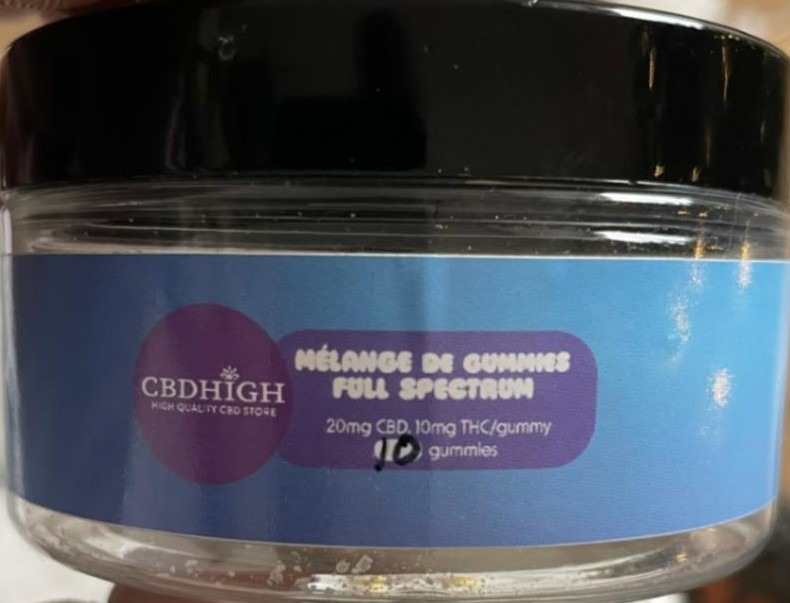 CBDHIGH
HIGH QUALITY CBD STORE
MÉLANGE DE GUMMIES
FULL SPECTRUM
20mg CBD, 10mg THC/gummy
10 gummies